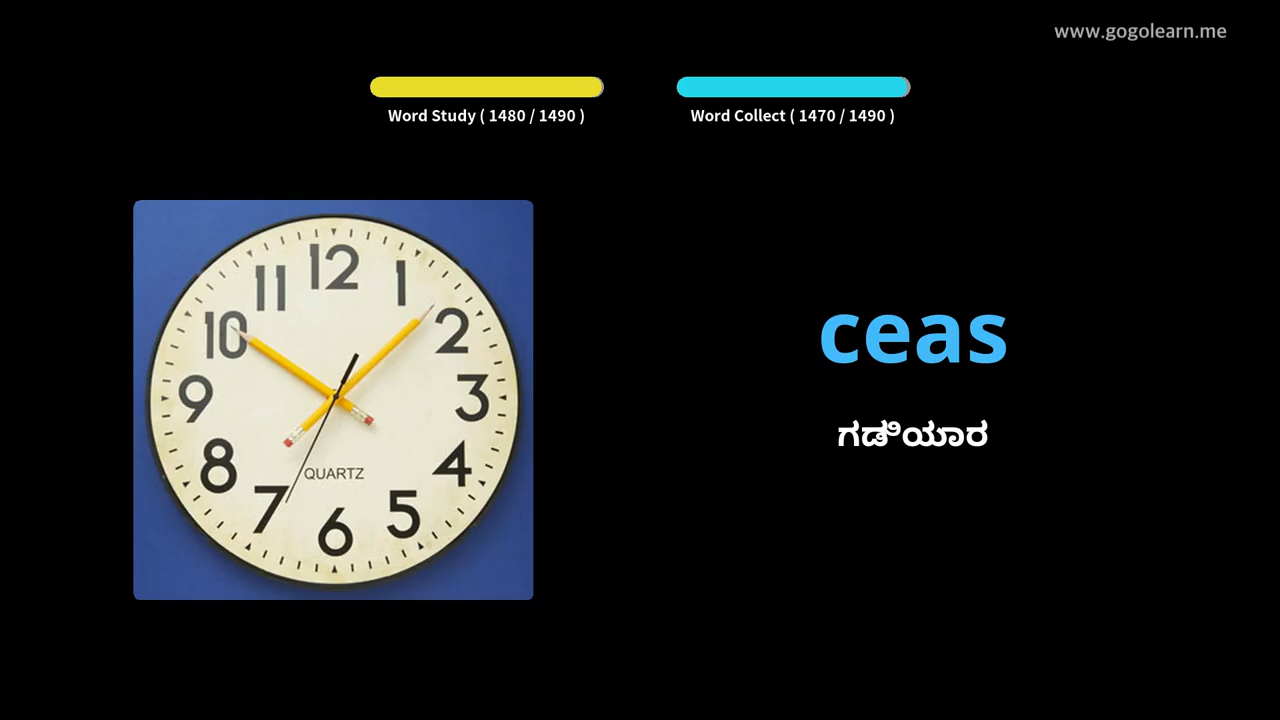 www.gogolearn.me
Word Study ( 1480 / 1490 )
Word Collect ( 1470 / 1490 )
12
1
2
3
4
5
6
7
8
9
10
11
QUARTZ
ceas
ಗಡಿಯಾರ